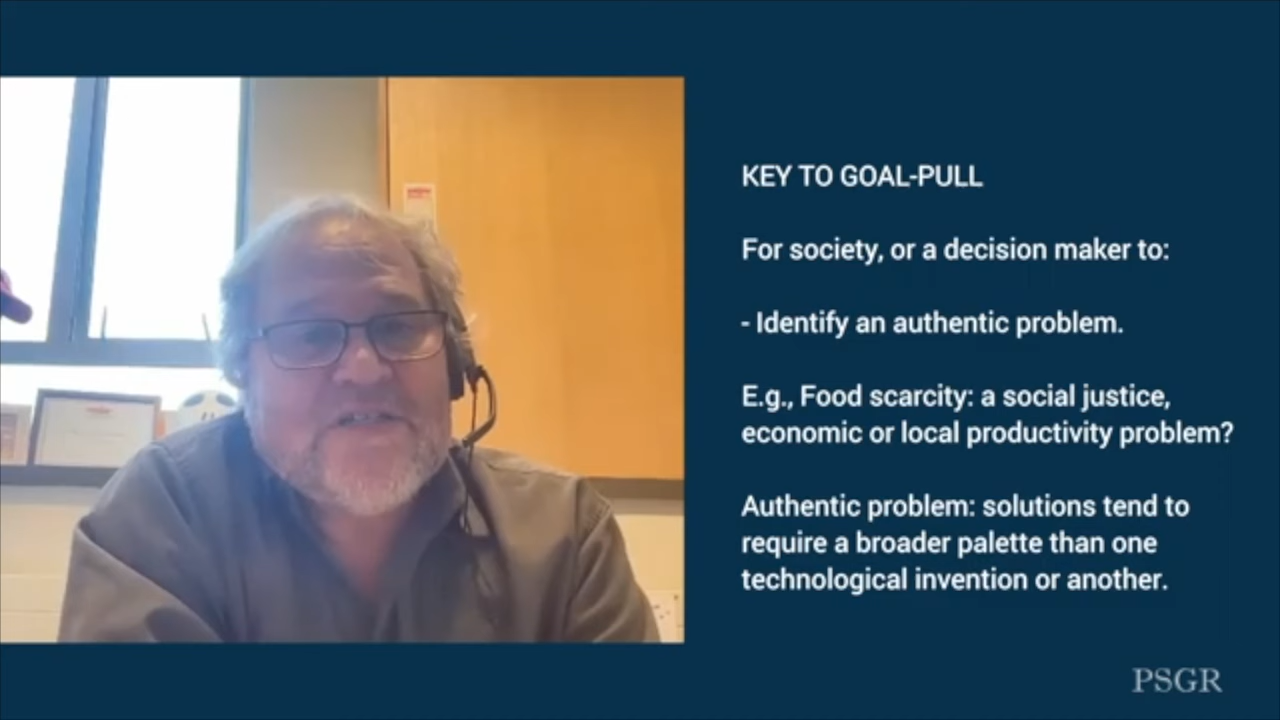 KEY TO GOAL-PULL
For society, or a decision maker to:
- Identify an authentic problem.
E.g., Food scarcity: a social justice,
economic or local productivity problem?
Authentic problem: solutions tend to
require a broader palette than one
technological invention or another.
PSGR